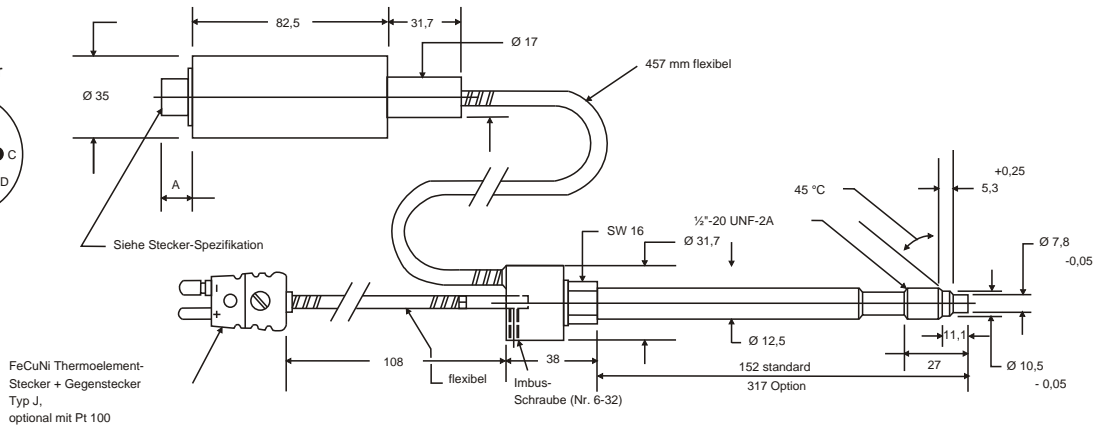 82,5
31,7
Ø 17
457 mm flexibel
Ø 35
C
D
A
Siehe Stecker-Spezifikation
+0,25
5,3
45 °C
½"-20 UNF-2A
SW 16
Ø 31,7
Ø 7,8
-0,05
-
+
11,1
Ø 12,5
108
38
27
152 standard
317 Option
Ø 10,5
- 0,05
flexibel
Imbus-
Schraube (Nr. 6-32)
FeCuNi Thermoelement-
Stecker + Gegenstecker
Typ J,
optional mit Pt 100